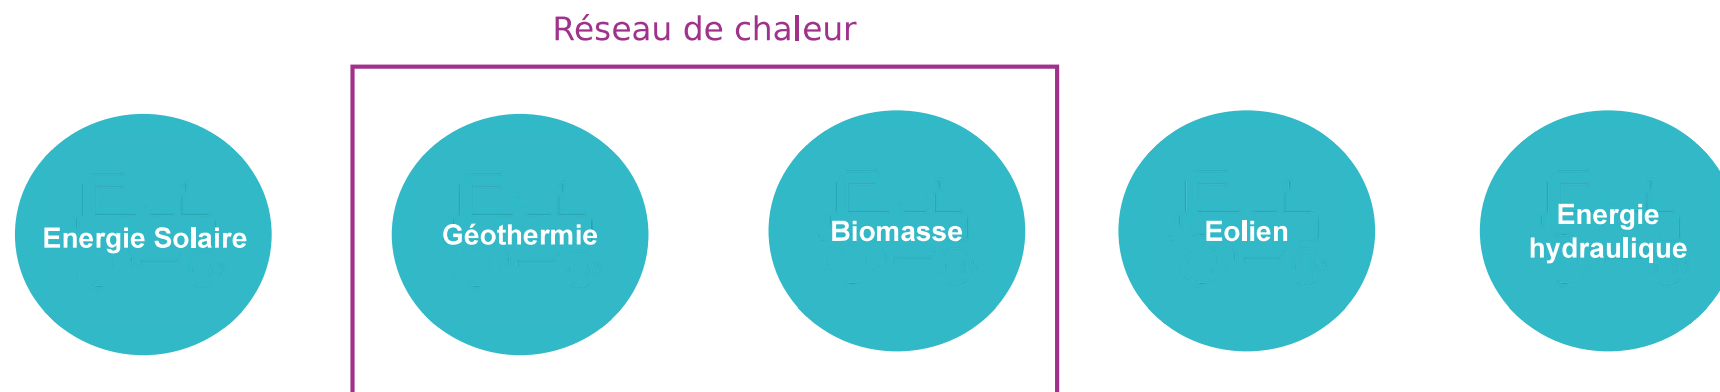 Réseau de chaleur
Energie Solaire
Géothermie
Biomasse
Eolien
Energie
hydraulique